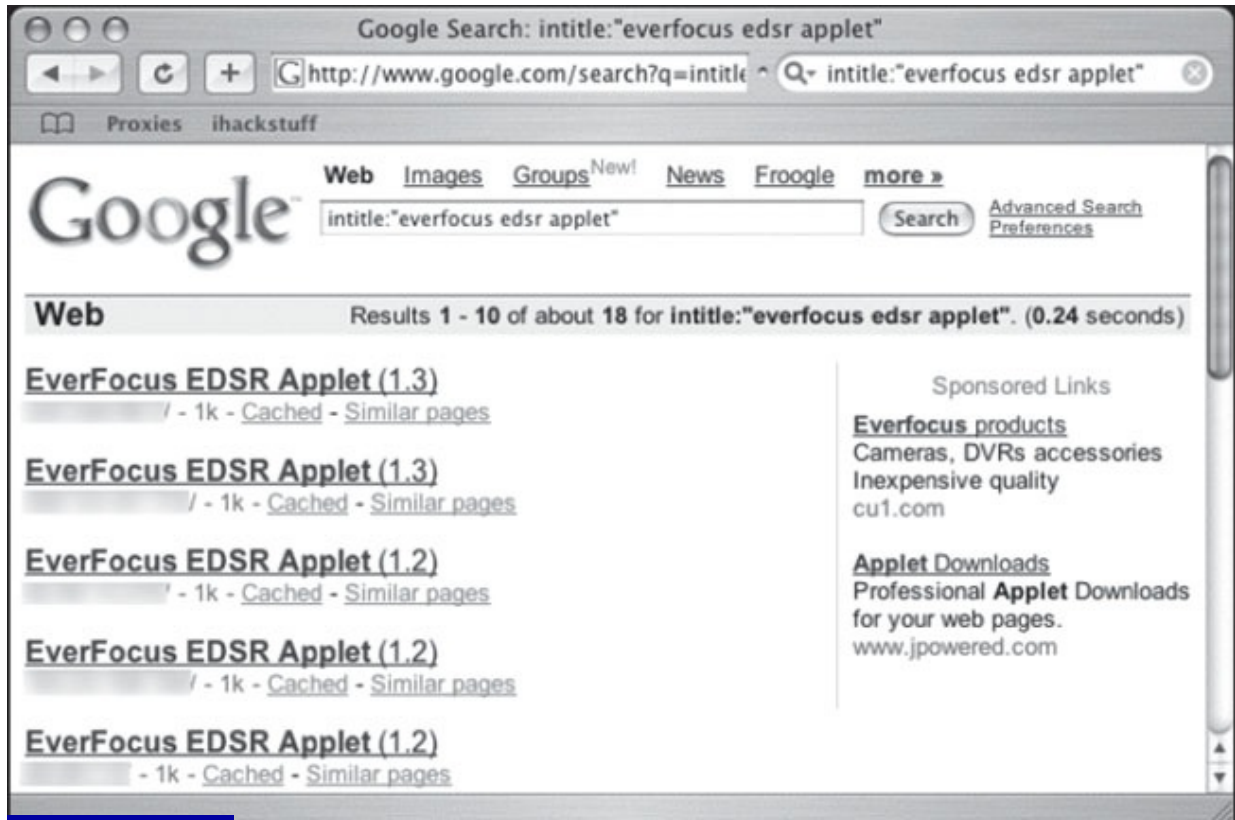 Google Search: intitle:"everfocus edsr applet"
http://www.google.com/search?q=intitle
intitle:"everfocus edsr applet"
Proxies ihackstuff
Google
Web Images Groups New! News Froogle more »
intitle:"everfocus edsr applet"
Search
Advanced Search
Preferences
Web
Results 1 - 10 of about 18 for intitle:"everfocus edsr applet". (0.24 seconds)
EverFocus EDSR Applet (1.3)
/ - 1k - Cached - Similar pages
EverFocus EDSR Applet (1.3)
/ - 1k - Cached - Similar pages
EverFocus EDSR Applet (1.2)
- 1k - Cached - Similar pages
EverFocus EDSR Applet (1.2)
/ - 1k - Cached - Similar pages
EverFocus EDSR Applet (1.2)
- 1k - Cached - Similar pages
Sponsored Links
Everfocus products
Cameras, DVRs accessories
Inexpensive quality
cu1.com
Applet Downloads
Professional Applet Downloads
for your web pages.
www.jpowered.com